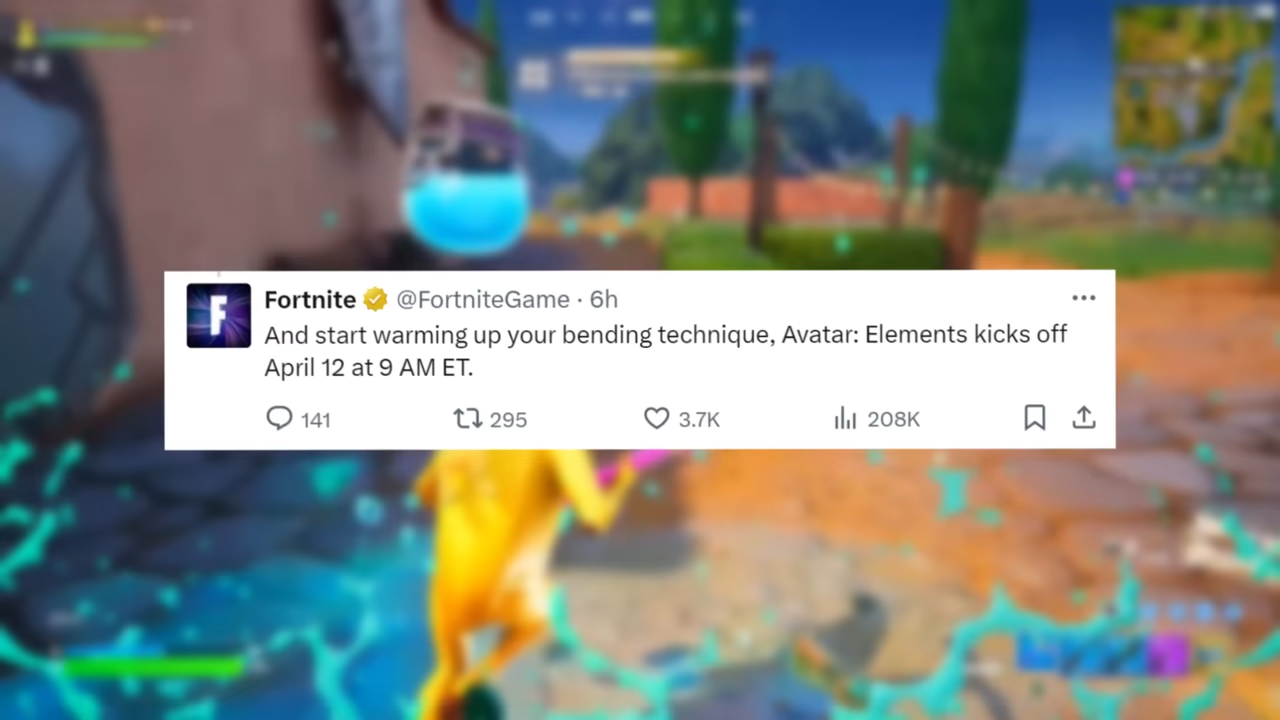 Fortnite @FortniteGame · 6h
And start warming up your bending technique, Avatar: Elements kicks off
April 12 at 9 AM ET.
141 295 3.7K 208K